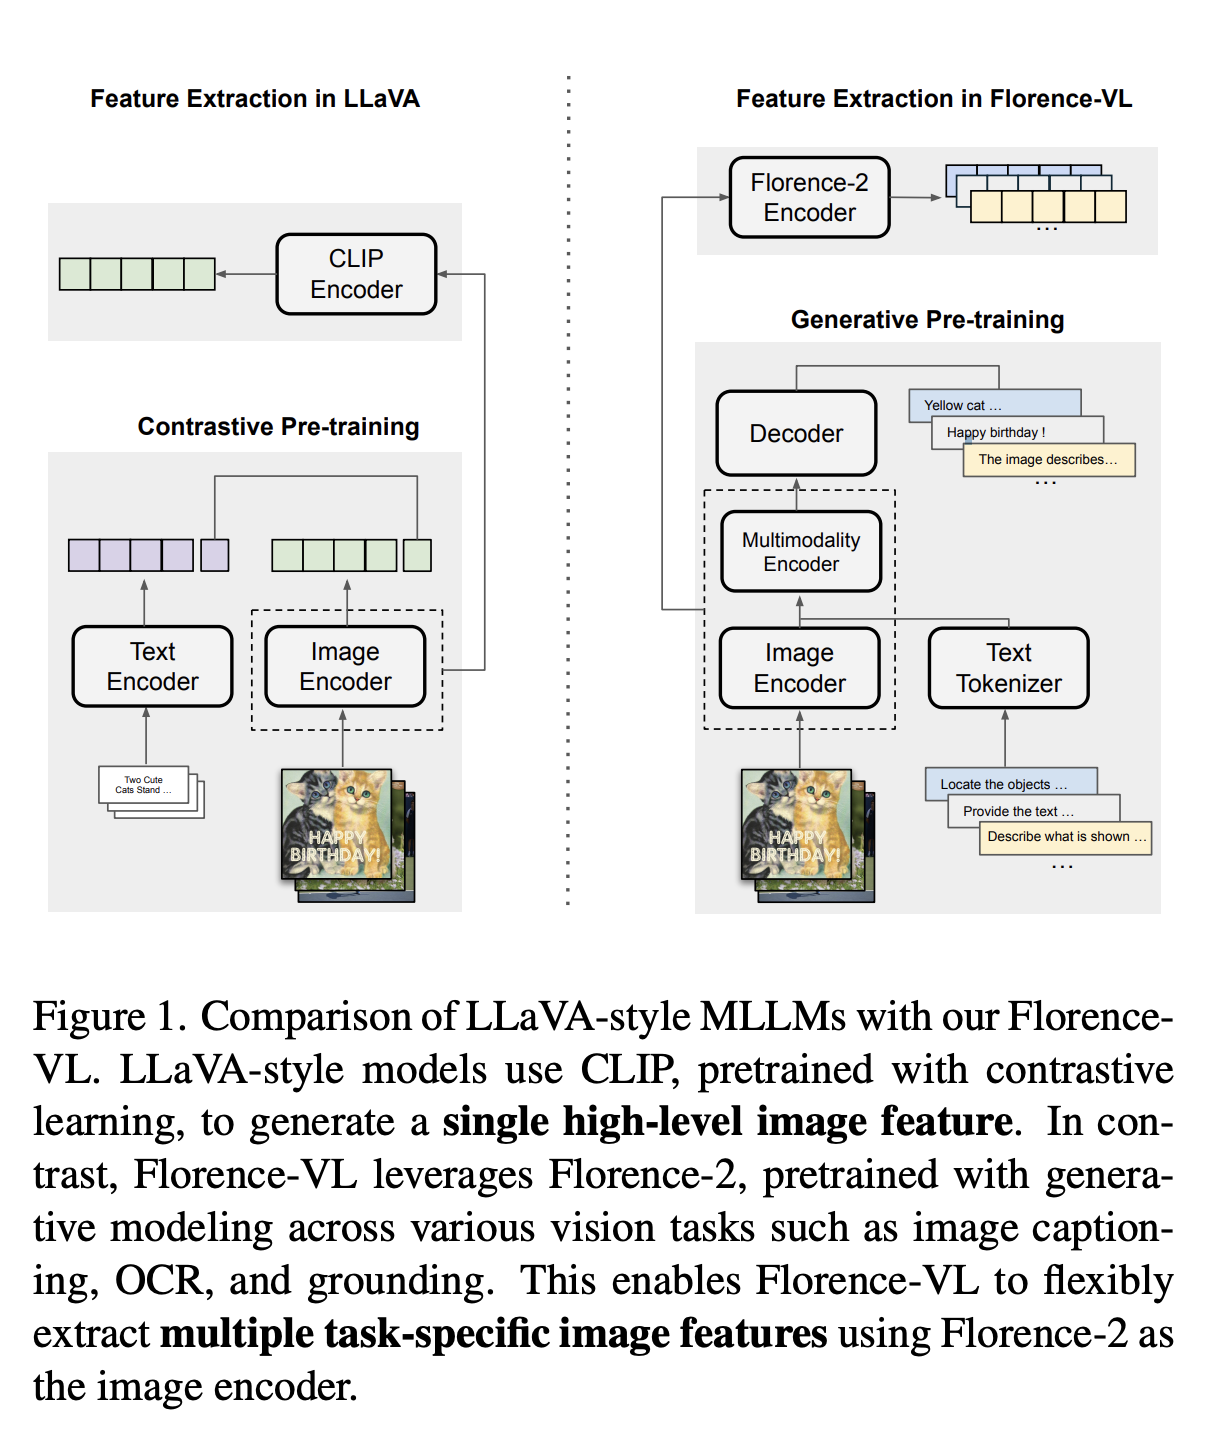 Feature Extraction in LLaVA
CLIP
Encoder
Contrastive Pre-training
Text
Encoder
Image
Encoder
Two Cute
Cats Stand ...
HAPPY
BIRTHDAY!
Feature Extraction in Florence-VL
Florence-2
Encoder
...
Generative Pre-training
Decoder
Yellow cat ...
Happy birthday !
The image describes...
...
Multimodality
Encoder
Image
Encoder
Text
Tokenizer
HAPPY
BIRTHDAY!
Locate the objects ...
Provide the text ...
Describe what is shown ...
...
Figure 1. Comparison of LLaVA-style MLLMs with our Florence-
VL. LLaVA-style models use CLIP, pretrained with contrastive
learning, to generate a single high-level image feature. In con-
trast, Florence-VL leverages Florence-2, pretrained with genera-
tive modeling across various vision tasks such as image caption-
ing, OCR, and grounding. This enables Florence-VL to flexibly
extract multiple task-specific image features using Florence-2 as
the image encoder.